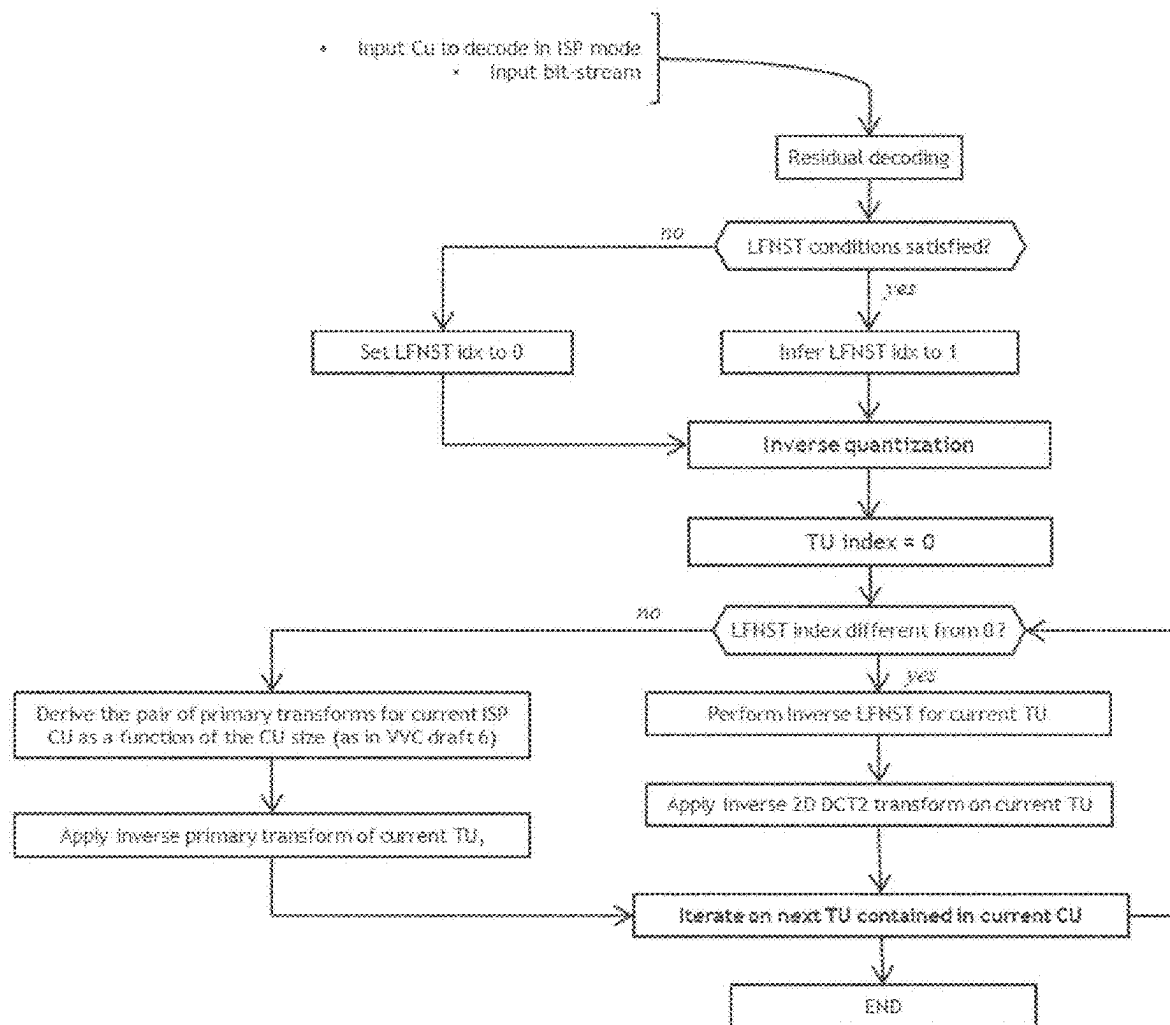 • Input Cu to decode in ISP mode
• Input bit-stream
Residual decoding
LFNST conditions satisfied?
no
yes
Set LFNST idx to 0
Infer LFNST idx to 1
Inverse quantization
TU index = 0
LFNST index different from 0?
no
yes
Derive the pair of primary transforms for current ISP
CU as a function of the CU size (as in VVC draft 6)
Perform Inverse LFNST for current TU
Apply Inverse 2D DCT2 transform on current TU
Apply inverse primary transform of current TU,
Iterate on next TU contained in current CU
END